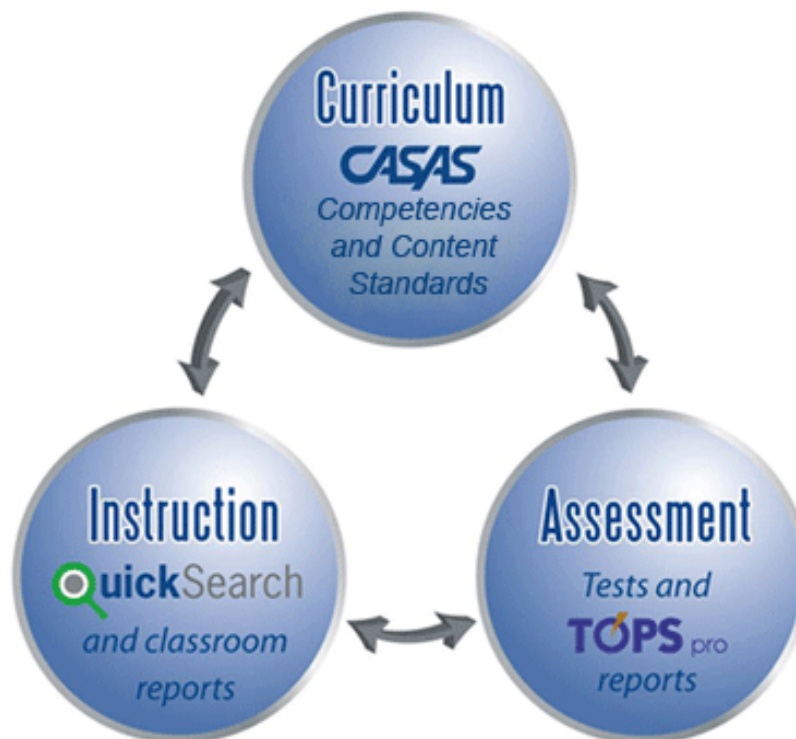 Curriculum
CASAS
Competencies
and Content
Standards
Instruction
QuickSearch
and classroom
reports
Assessment
Tests and
TOPS pro
reports